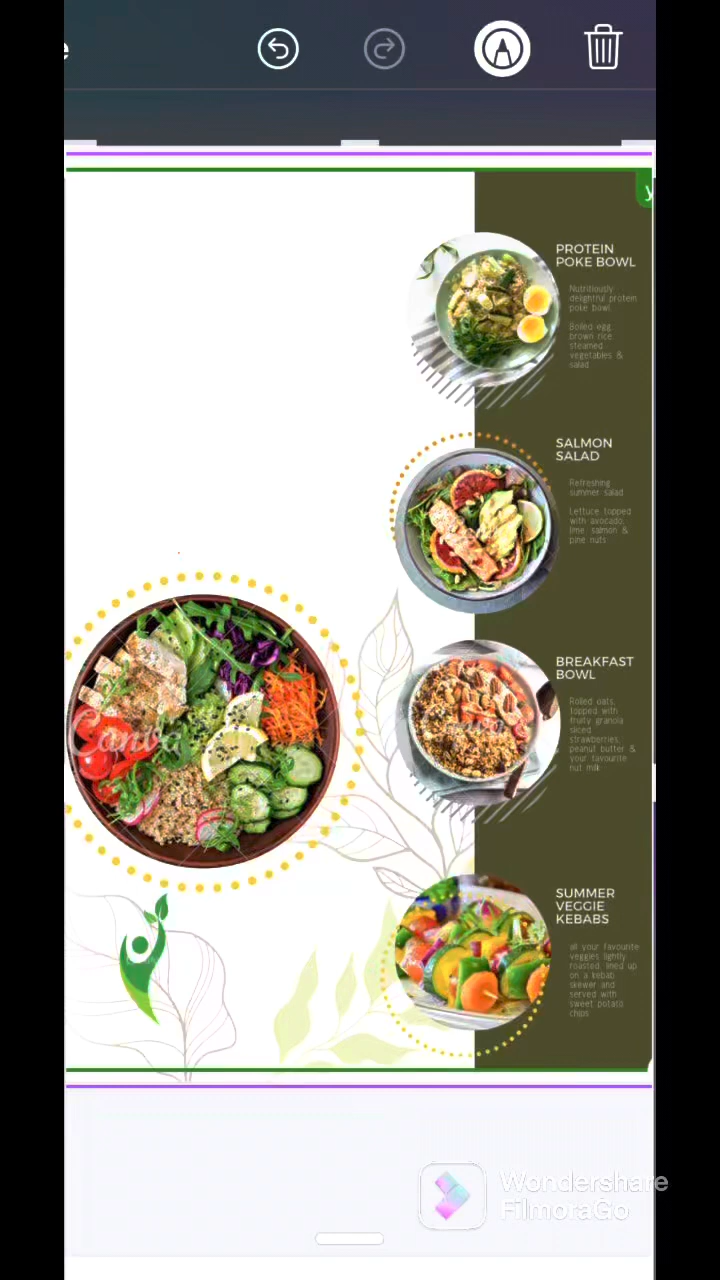 e
y
PROTEIN
POKE BOWL
Nutritiously
delightful protein
poke bowl
Boiled egg
brown rice
steamed
vegetables &
salad
SALMON
SALAD
Refreshing
summer salad
Lettuce topped
with avocado,
lime, salmon &
pine nuts
BREAKFAST
BOWL
Rolled oats,
topped with
fruity granola
sliced
strawberries,
peanut butter &
your favourite
nut milk
Canva
SUMMER
VEGGIE
KEBABS
all your favourite
veggies lightly
roasted, lined up
on a kebab
skewer and
served with
sweet potato
chips
Wondershare
FilmoraGo